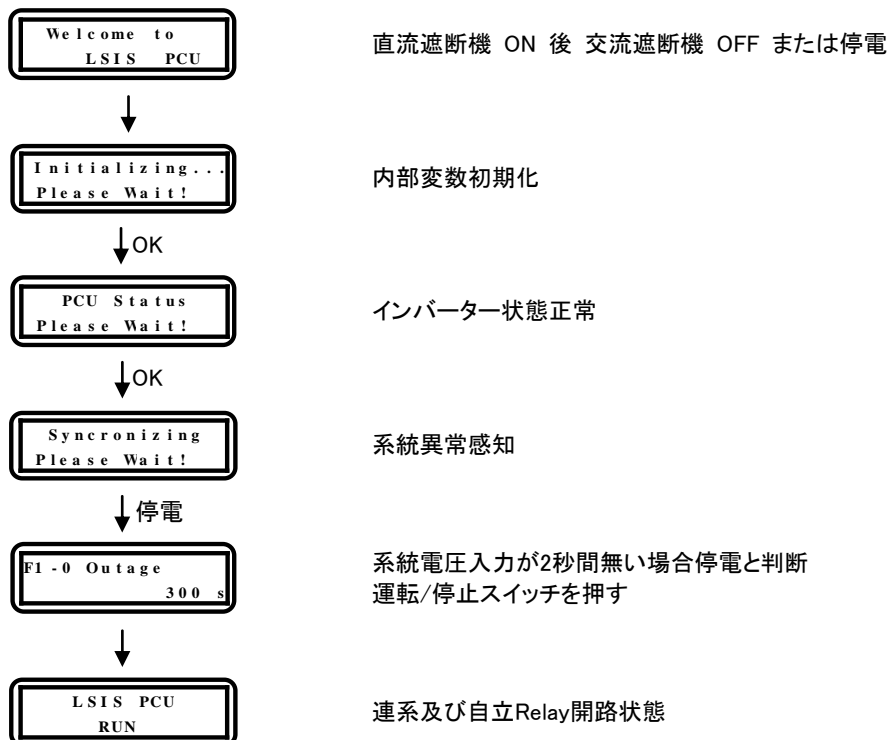 Welcome to
LSIS PCU
直流遮断機 ON 後 交流遮断機 OFF または停電
Initializing...
Please Wait!
内部変数初期化
OK
PCU Status
Please Wait!
インバーター状態正常
OK
Syncronizing
Please Wait!
系統異常感知
停電
F1-0 Outage
300 s
系統電圧入力が2秒間無い場合停電と判断
運転/停止スイッチを押す
LSIS PCU
RUN
連系及び自立Relay開路状態